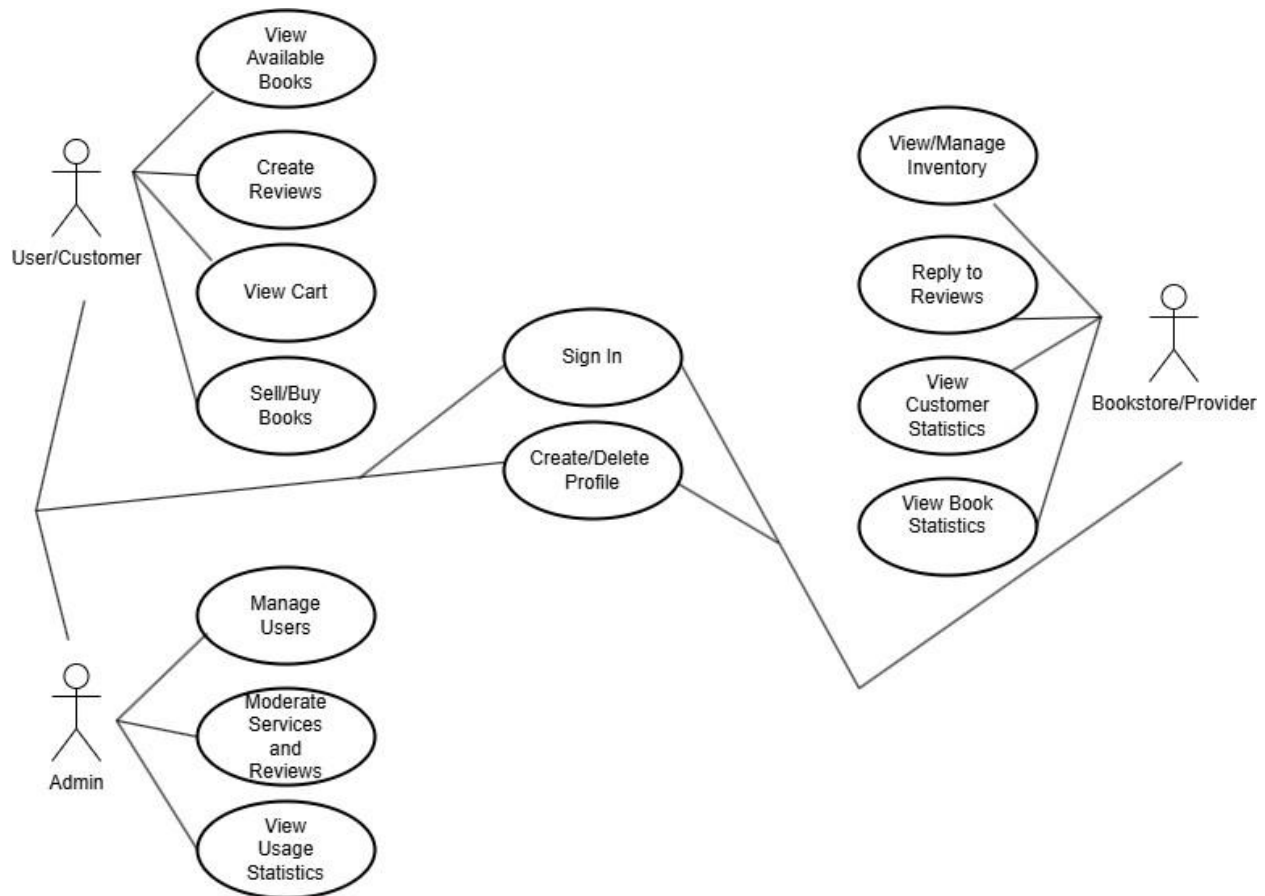 View
Available
Books
Create
Reviews
User/Customer
View Cart
Sell/Buy
Books
Sign In
Create/Delete
Profile
View/Manage
Inventory
Reply to
Reviews
View
Customer
Statistics
Bookstore/Provider
View Book
Statistics
Manage
Users
Moderate
Services
and
Reviews
Admin
View
Usage
Statistics